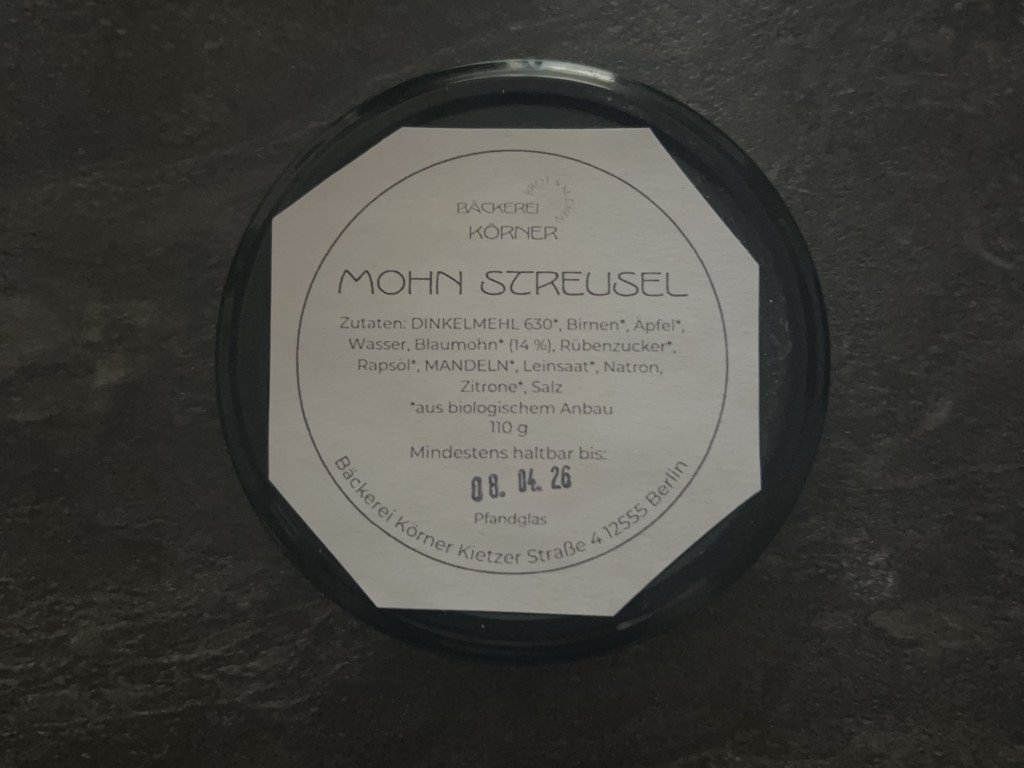 BÄCKEREI
KÖRNER
MOHN STREUSEL
Zutaten: DINKELMEHL 630*, Birnen*, Apfel*,
Wasser, Blaumohn* (14 %), Rübenzucker*,
Rapsöl*, MANDELN*, Leinsaat*, Natron,
Zitrone*, Salz
*aus biologischem Anbau
110 g
Mindestens haltbar bis:
08. 04. 26
Pfandglas
Bäckerei Körner Kietzer Straße 4 12555 Berlin